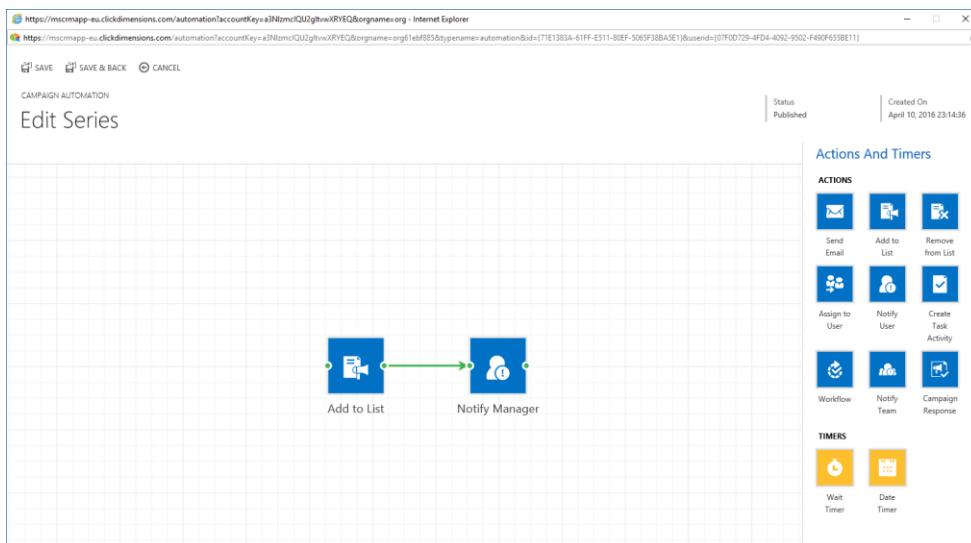 https://mscrmapp-eu.clickdimensions.com/automation?accountKey=a3NIzmclQU2gItvwXRYEQ&orgname=org - Internet Explorer
https://mscrmapp-eu.clickdimensions.com/automation?accountKey=a3NIzmclQU2gItvwXRYEQ&orgname=org61ebf885&typename=automation&id={71E1383A-61FF-E511-80EF-5065F38BA5E1}&userid={07F0D729-4FD4-4092-9502-F490F655BE11}
SAVE SAVE & BACK CANCEL
CAMPAIGN AUTOMATION
Edit Series
Status
Published
Created On
April 10, 2016 23:14:36
Add to List
Notify Manager
Actions And Timers
ACTIONS
Send
Email
Add to
List
Remove
from List
Assign to
User
Notify
User
Create
Task
Activity
Workflow
Notify
Team
Campaign
Response
TIMERS
Wait
Timer
Date
Timer